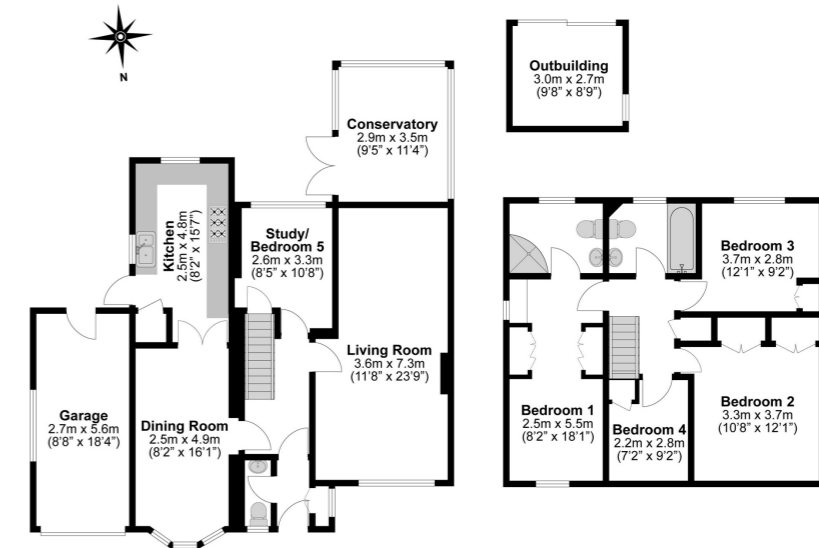 N
Outbuilding
3.0m x 2.7m
(9'8" x 8'9")
Conservatory
2.9m x 3.5m
(9'5" x 11'4")
Kitchen
2.5m x 4.8m
(8'2" x 15'7")
Study/
Bedroom 5
2.6m x 3.3m
(8'5" x 10'8")
Living Room
3.6m x 7.3m
(11'8" x 23'9")
Garage
2.7m x 5.6m
(8'8" x 18'4")
Dining Room
2.5m x 4.9m
(8'2" x 16'1")
Bedroom 3
3.7m x 2.8m
(12'1" x 9'2")
Bedroom 1
2.5m x 5.5m
(8'2" x 18'1")
Bedroom 4
2.2m x 2.8m
(7'2" x 9'2")
Bedroom 2
3.3m x 3.7m
(10'8" x 12'1")